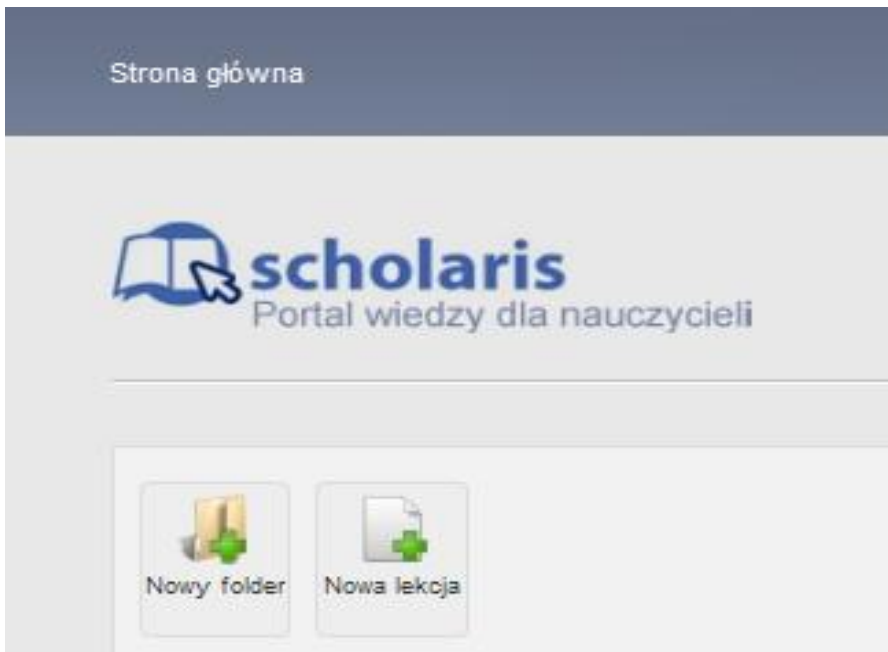 Strona główna
scholaris
Portal wiedzy dla nauczycieli
Nowy folder
Nowa lekcja